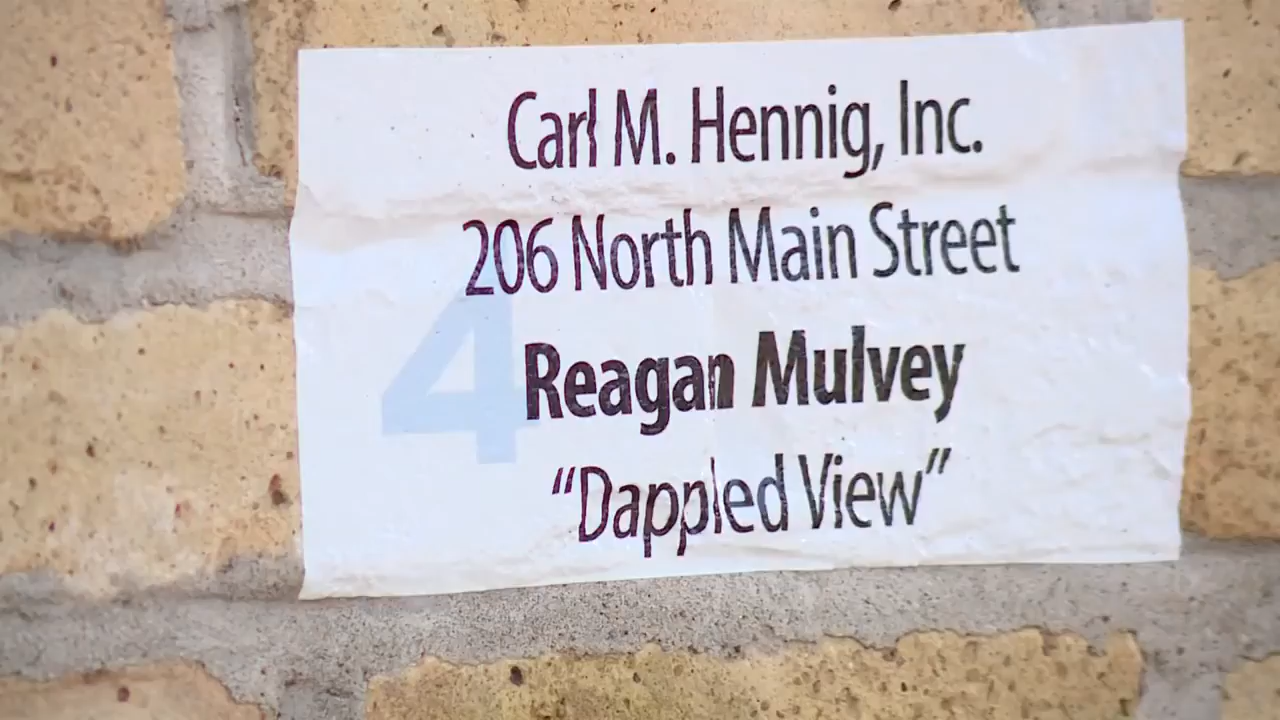 Carl M. Hennig, Inc.
206 North Main Street
4
Reagan Mulvey
“Dappled View”